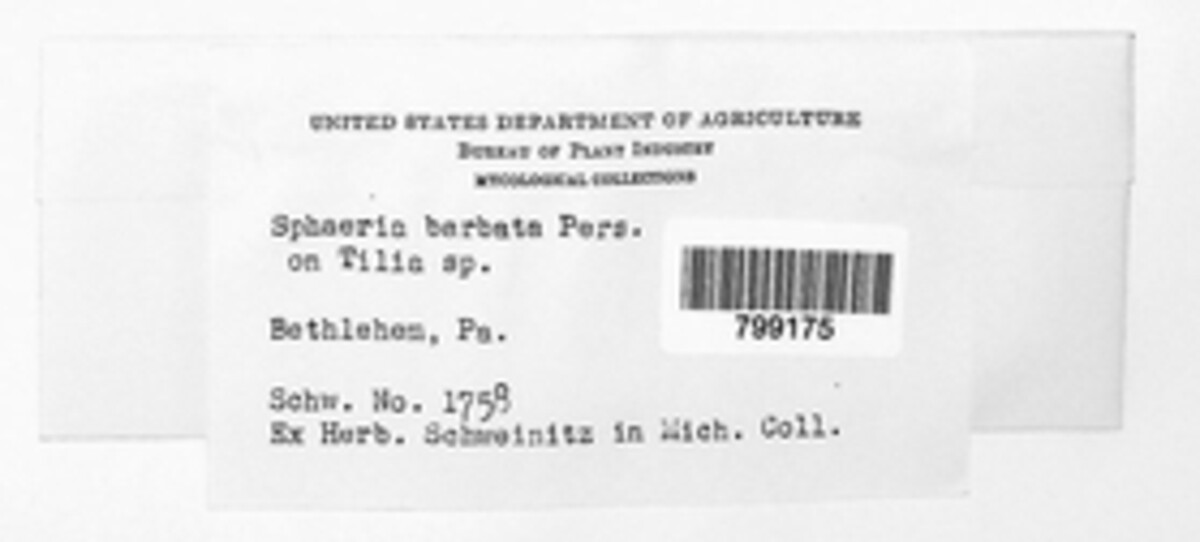 UNITED STATES DEPARTMENT OF AGRICULTURE
BUREAU OF PLANT INDUSTRY
MYCOLOGICAL COLLECTIONS
Sphaeria barbata Pers.
on Tilia sp.
799175
Bethlehem, Pa.
Schw. No. 1758
Ex Herb. Schweinitz in Mich. Coll.